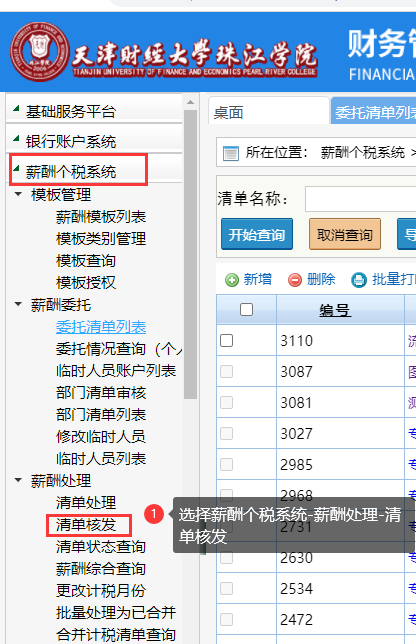 天津财经大学珠江学院
TIANJIN UNIVERSITY OF FINANCE AND ECONOMICS PEARL RIVER COLLEGE
财务管
FINANCIAL
基础服务平台
银行账户系统
薪酬个税系统
模板管理
薪酬模板列表
模板类别管理
模板查询
模板授权
薪酬委托
委托清单列表
委托情况查询（个人
临时人员账户列表
部门清单审核
部门清单列表
修改临时人员
临时人员列表
薪酬处理
清单处理
清单核发
清单状态查询
薪酬综合查询
更改计税月份
批量处理为已合并
合并计税清单查询
桌面
委托清单列表
所在位置： 薪酬个税系统 >
清单名称：
开始查询 取消查询 导
新增 删除 批量打印
编号
3110
3087
3081
3027 专
2985 专
2968 专
1 选择薪酬个税系统-薪酬处理-清
单核发
2731
2630 专
2534 专
2472 专